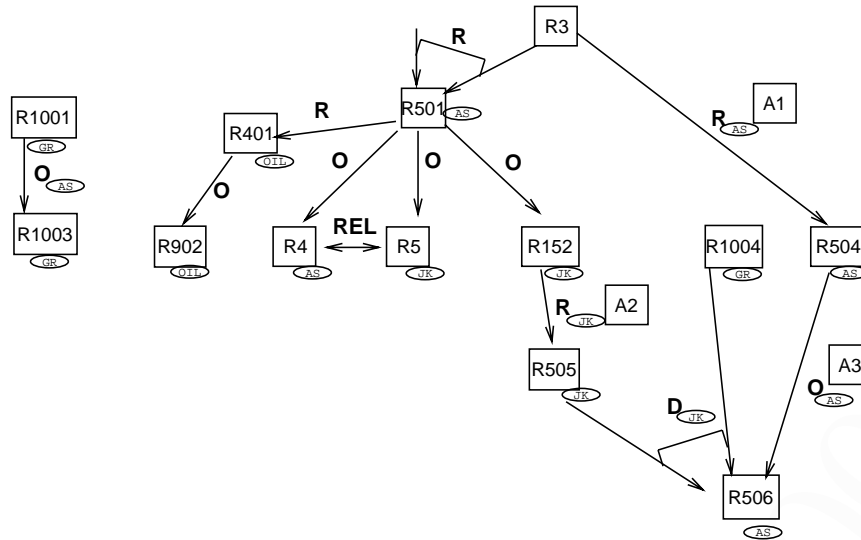 R3
R
R501
AS
A1
R
AS
R1001
GR
R401
OIL
R
O
AS
O
O
O
O
R1003
GR
R902
OIL
R4
AS
REL
R5
JK
R152
JK
R1004
GR
R504
AS
R
JK
A2
R505
JK
A3
O
AS
D
JK
R506
AS